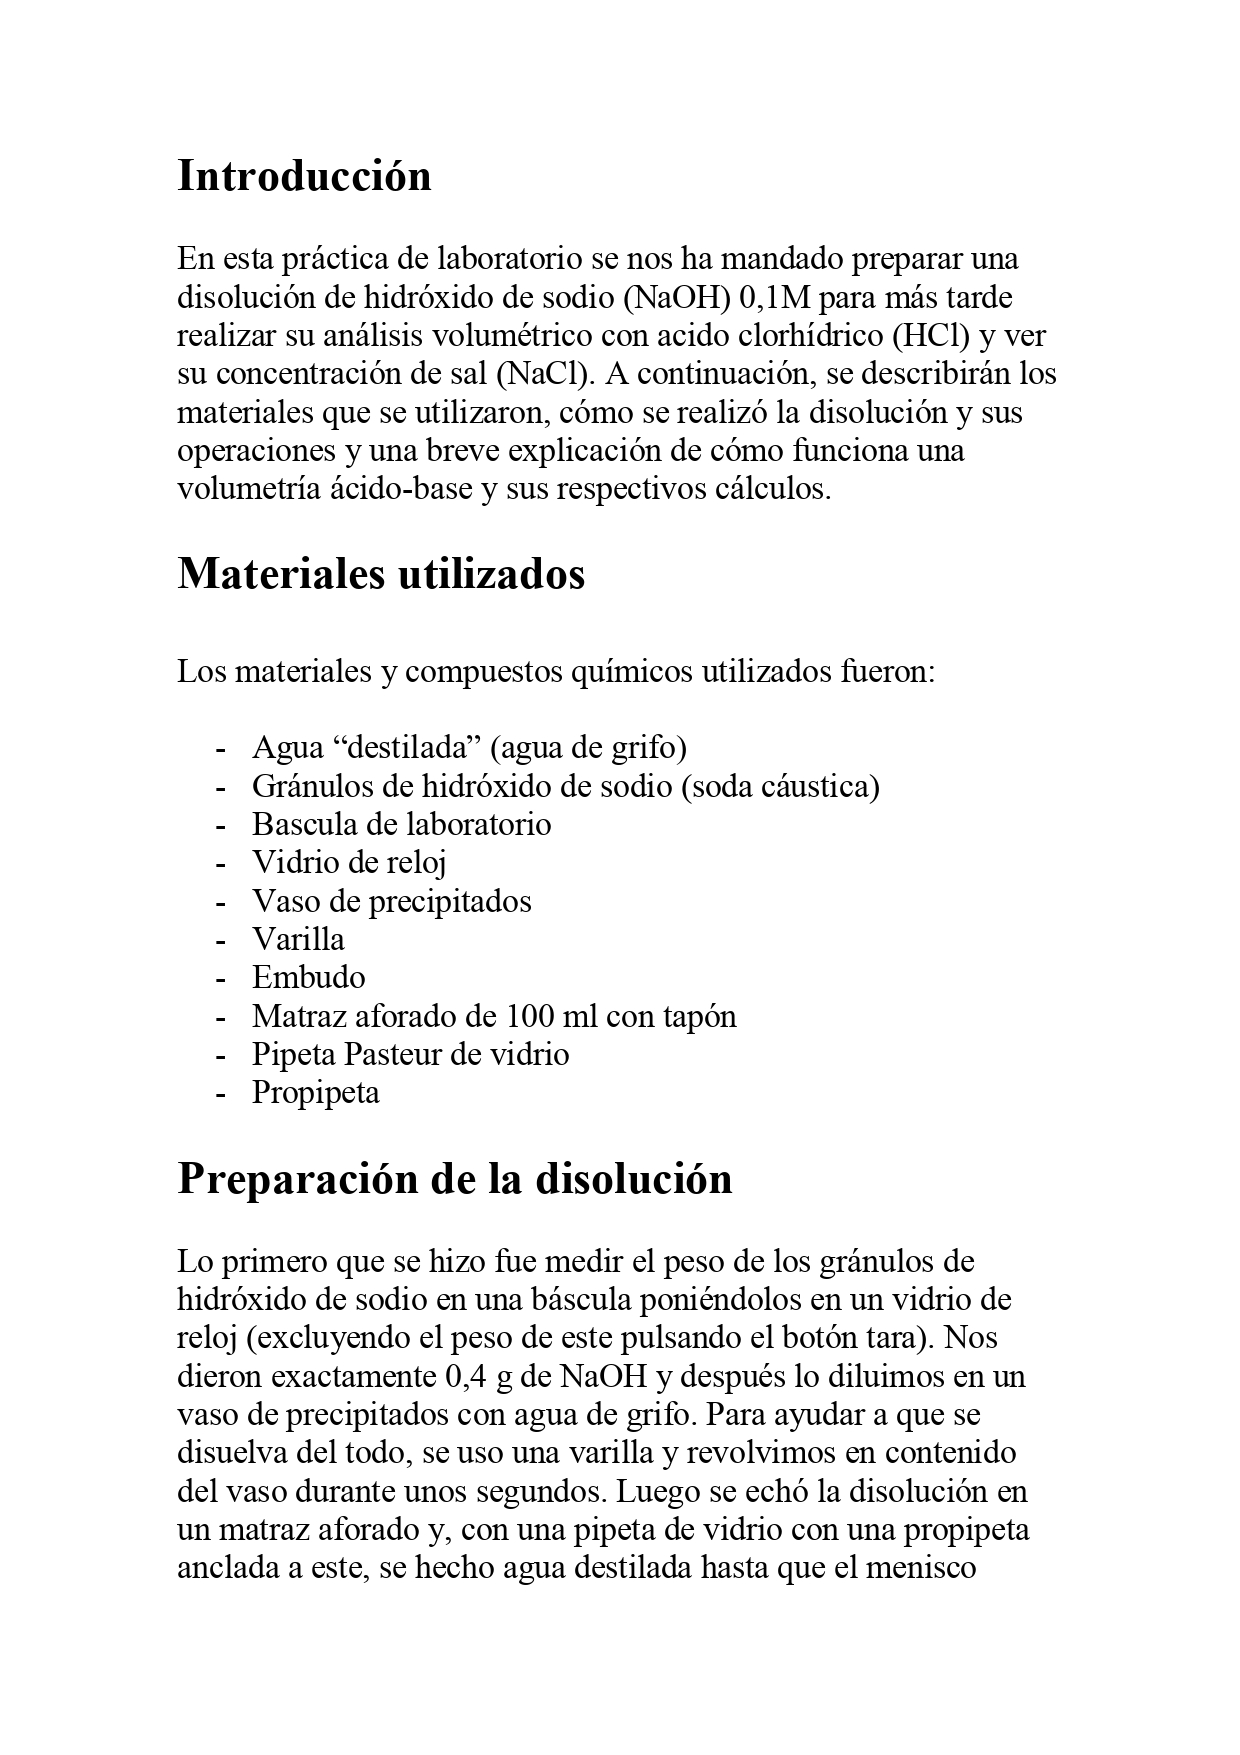 Introducción
En esta práctica de laboratorio se nos ha mandado preparar una
disolución de hidróxido de sodio (NaOH) 0,1M para más tarde
realizar su análisis volumétrico con acido clorhídrico (HCl) y ver
su concentración de sal (NaCl). A continuación, se describirán los
materiales que se utilizaron, cómo se realizó la disolución y sus
operaciones y una breve explicación de cómo funciona una
volumetría ácido-base y sus respectivos cálculos.
Materiales utilizados
Los materiales y compuestos químicos utilizados fueron:
- Agua “destilada” (agua de grifo)
- Gránulos de hidróxido de sodio (soda cáustica)
- Bascula de laboratorio
- Vidrio de reloj
- Vaso de precipitados
- Varilla
- Embudo
- Matraz aforado de 100 ml con tapón
- Pipeta Pasteur de vidrio
- Propipeta
Preparación de la disolución
Lo primero que se hizo fue medir el peso de los gránulos de
hidróxido de sodio en una báscula poniéndolos en un vidrio de
reloj (excluyendo el peso de este pulsando el botón tara). Nos
dieron exactamente 0,4 g de NaOH y después lo diluimos en un
vaso de precipitados con agua de grifo. Para ayudar a que se
disuelva del todo, se uso una varilla y revolvimos en contenido
del vaso durante unos segundos. Luego se echó la disolución en
un matraz aforado y, con una pipeta de vidrio con una propipeta
anclada a este, se hecho agua destilada hasta que el menisco